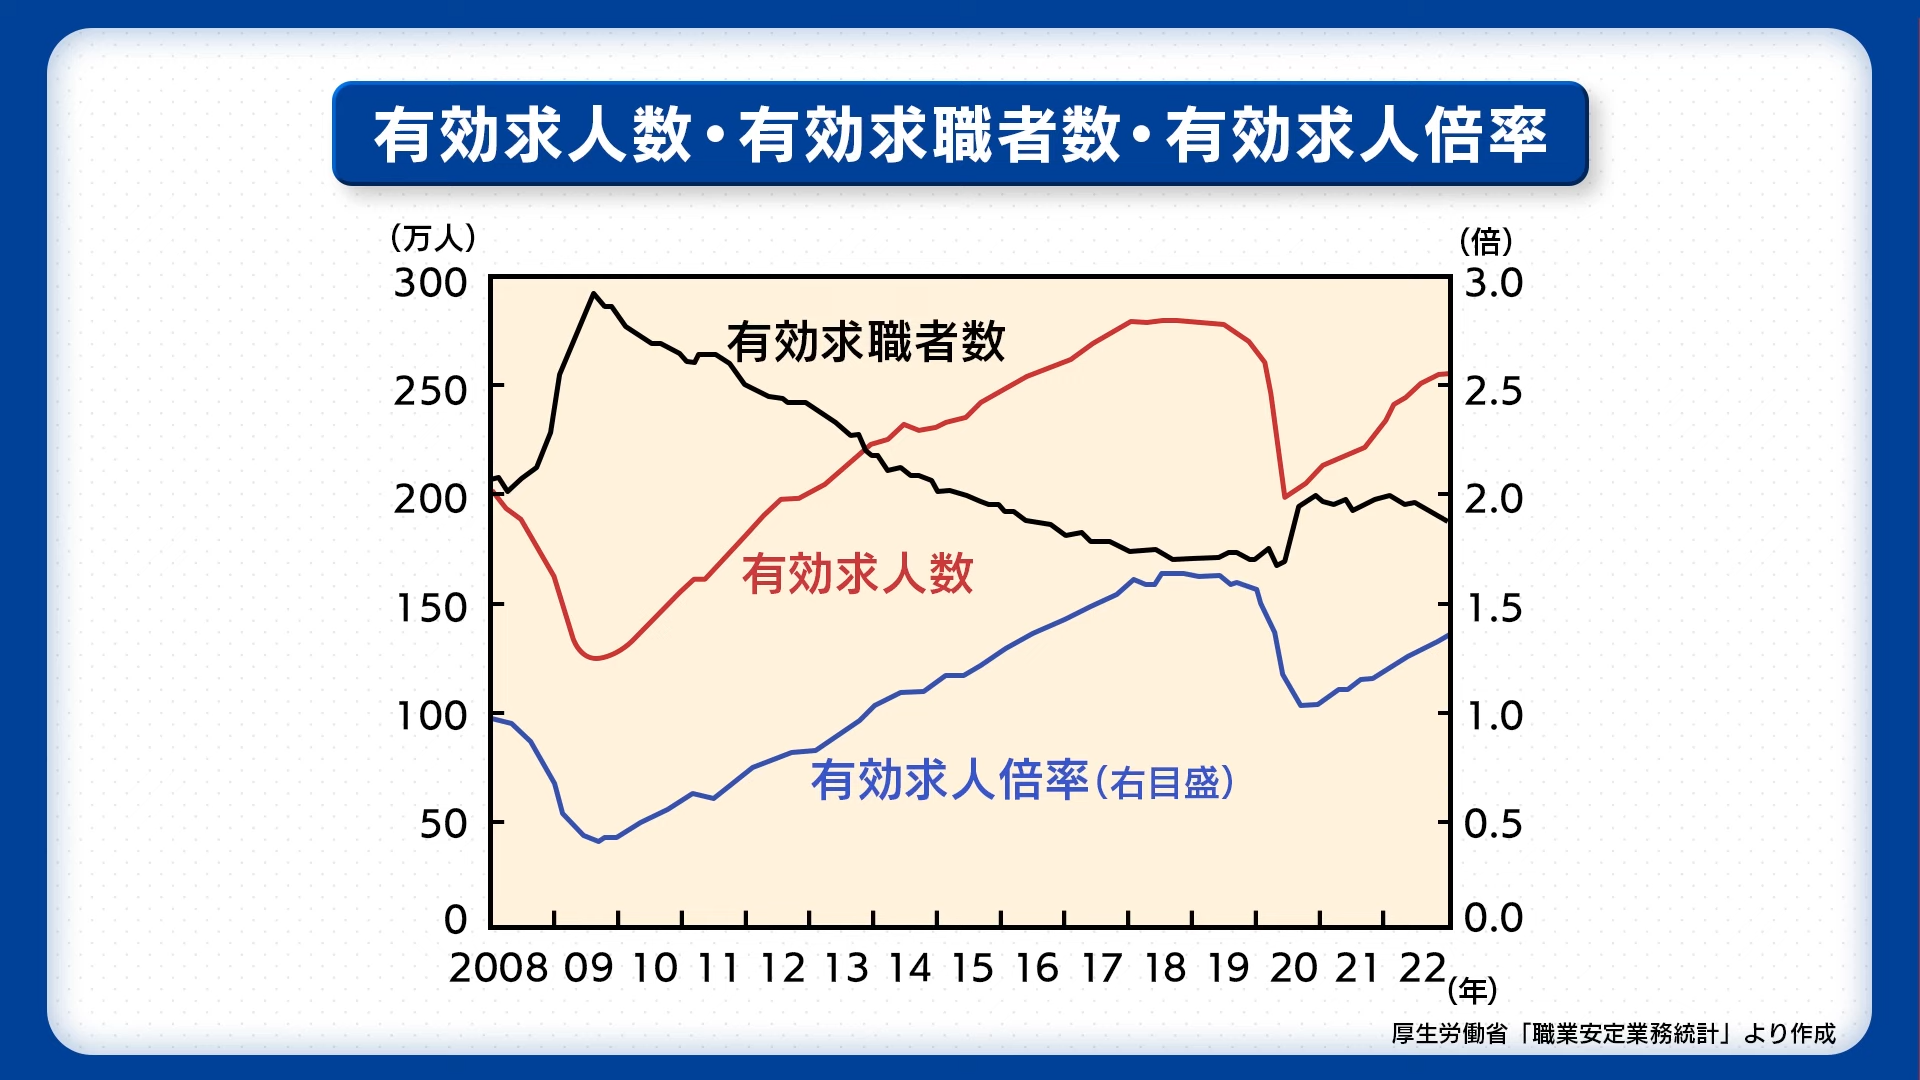 有効求人数・有効求職者数・有効求人倍率
（万人）
（倍）
300
250
200
150
100
50
0
3.0
2.5
2.0
1.5
1.0
0.5
0.0
有効求職者数
有効求人数
有効求人倍率（右目盛）
2008 09 10 11 12 13 14 15 16 17 18 19 20 21 22
（年）
厚生労働省「職業安定業務統計」より作成